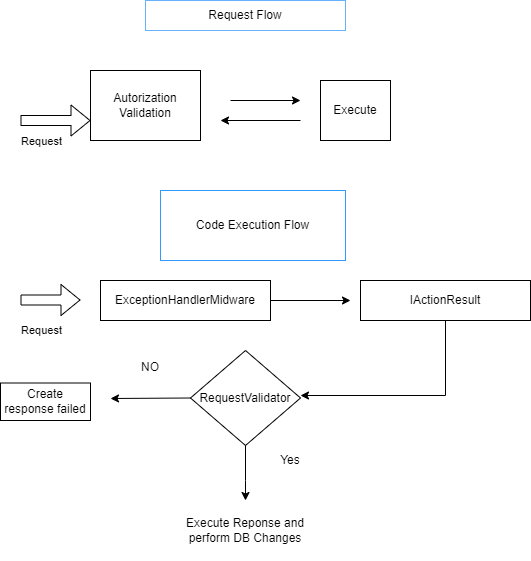 Request Flow
Autorization
Validation
Execute
Request
Code Execution Flow
ExceptionHandlerMidware
IActionResult
Request
NO
RequestValidator
Create
response failed
Yes
Execute Reponse and
perform DB Changes